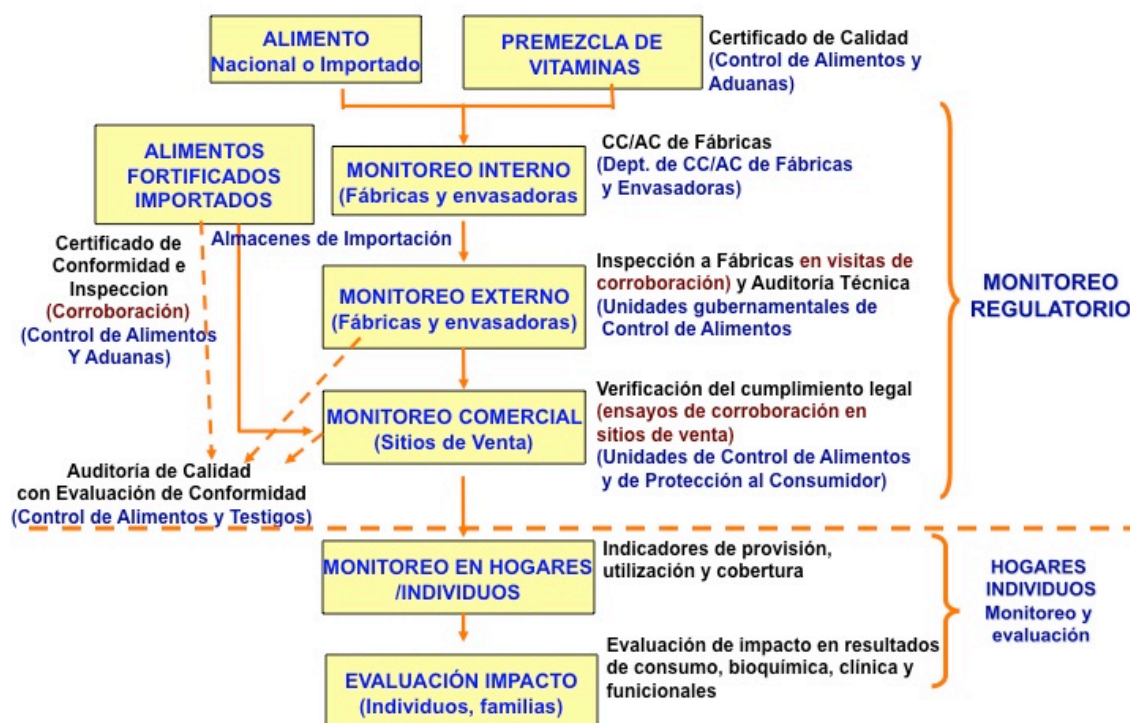 ALIMENTO
Nacional o Importado
PREMEZCLA DE
VITAMINAS
Certificado de Calidad
(Control de Alimentos y
Aduanas)
ALIMENTOS
FORTIFICADOS
IMPORTADOS
MONITOREO INTERNO
(Fábricas y envasadoras
CC/AC de Fábricas
(Dept. de CC/AC de Fábricas
y Envasadoras)
Almacenes de Importación
Certificado de
Conformidad e
Inspeccion
(Corroboración)
(Control de Alimentos
Y Aduanas)
MONITOREO EXTERNO
(Fábricas y envasadoras)
Inspección a Fábricas en visitas de
corroboración) y Auditoría Técnica
(Unidades gubernamentales de
Control de Alimentos
MONITOREO
REGULATORIO
MONITOREO COMERCIAL
(Sitios de Venta)
Verificación del cumplimiento legal
(ensayos de corroboración en
sitios de venta)
(Unidades de Control de Alimentos
y de Protección al Consumidor)
Auditoría de Calidad
con Evaluación de Conformidad
(Control de Alimentos y Testigos)
MONITOREO EN HOGARES
/INDIVIDUOS
Indicadores de provisión,
utilización y cobertura
HOGARES
INDIVIDUOS
Monitoreo y
evaluación
EVALUACIÓN IMPACTO
(Individuos, familias)
Evaluación de impacto en resultados
de consumo, bioquímica, clínica y
funicionales